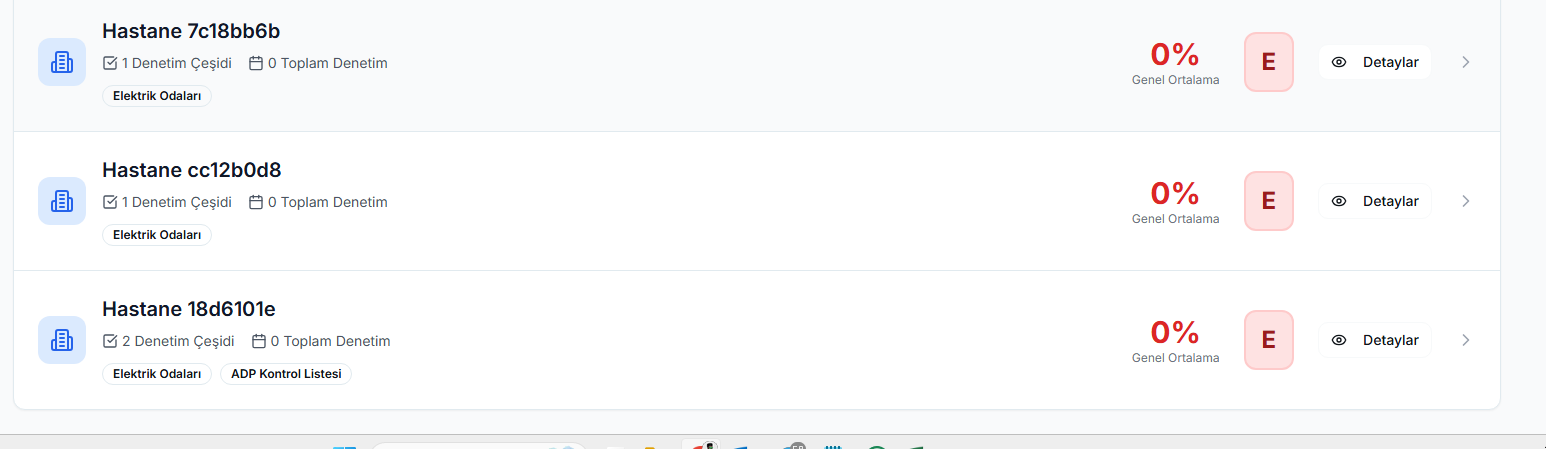 Hastane 7c18bb6b
1 Denetim Çeşidi 0 Toplam Denetim
Elektrik Odaları
0%
Genel Ortalama
E
Detaylar
Hastane cc12b0d8
1 Denetim Çeşidi 0 Toplam Denetim
Elektrik Odaları
0%
Genel Ortalama
E
Detaylar
Hastane 18d6101e
2 Denetim Çeşidi 0 Toplam Denetim
Elektrik Odaları ADP Kontrol Listesi
0%
Genel Ortalama
E
Detaylar